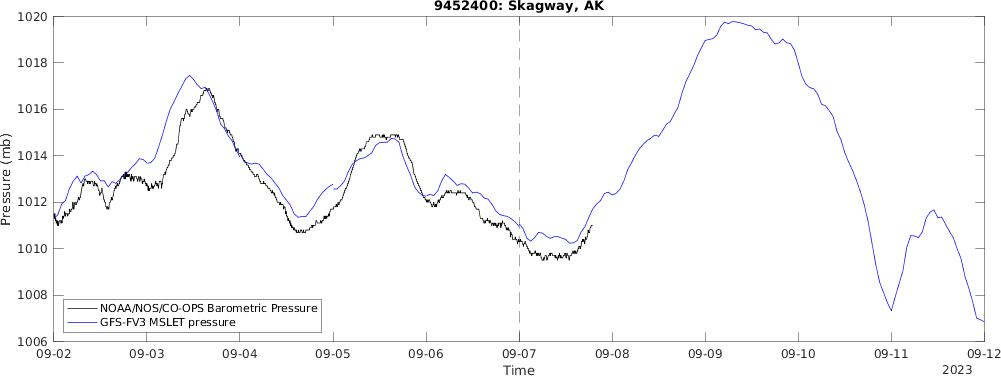 9452400: Skagway, AK
Pressure (mb)
1020
1018
1016
1014
1012
1010
1008
1006
NOAA/NOS/CO-OPS Barometric Pressure
GFS-FV3 MSLET pressure
09-02 09-03 09-04 09-05 09-06 09-07 09-08 09-09 09-10 09-11 09-12
Time
2023